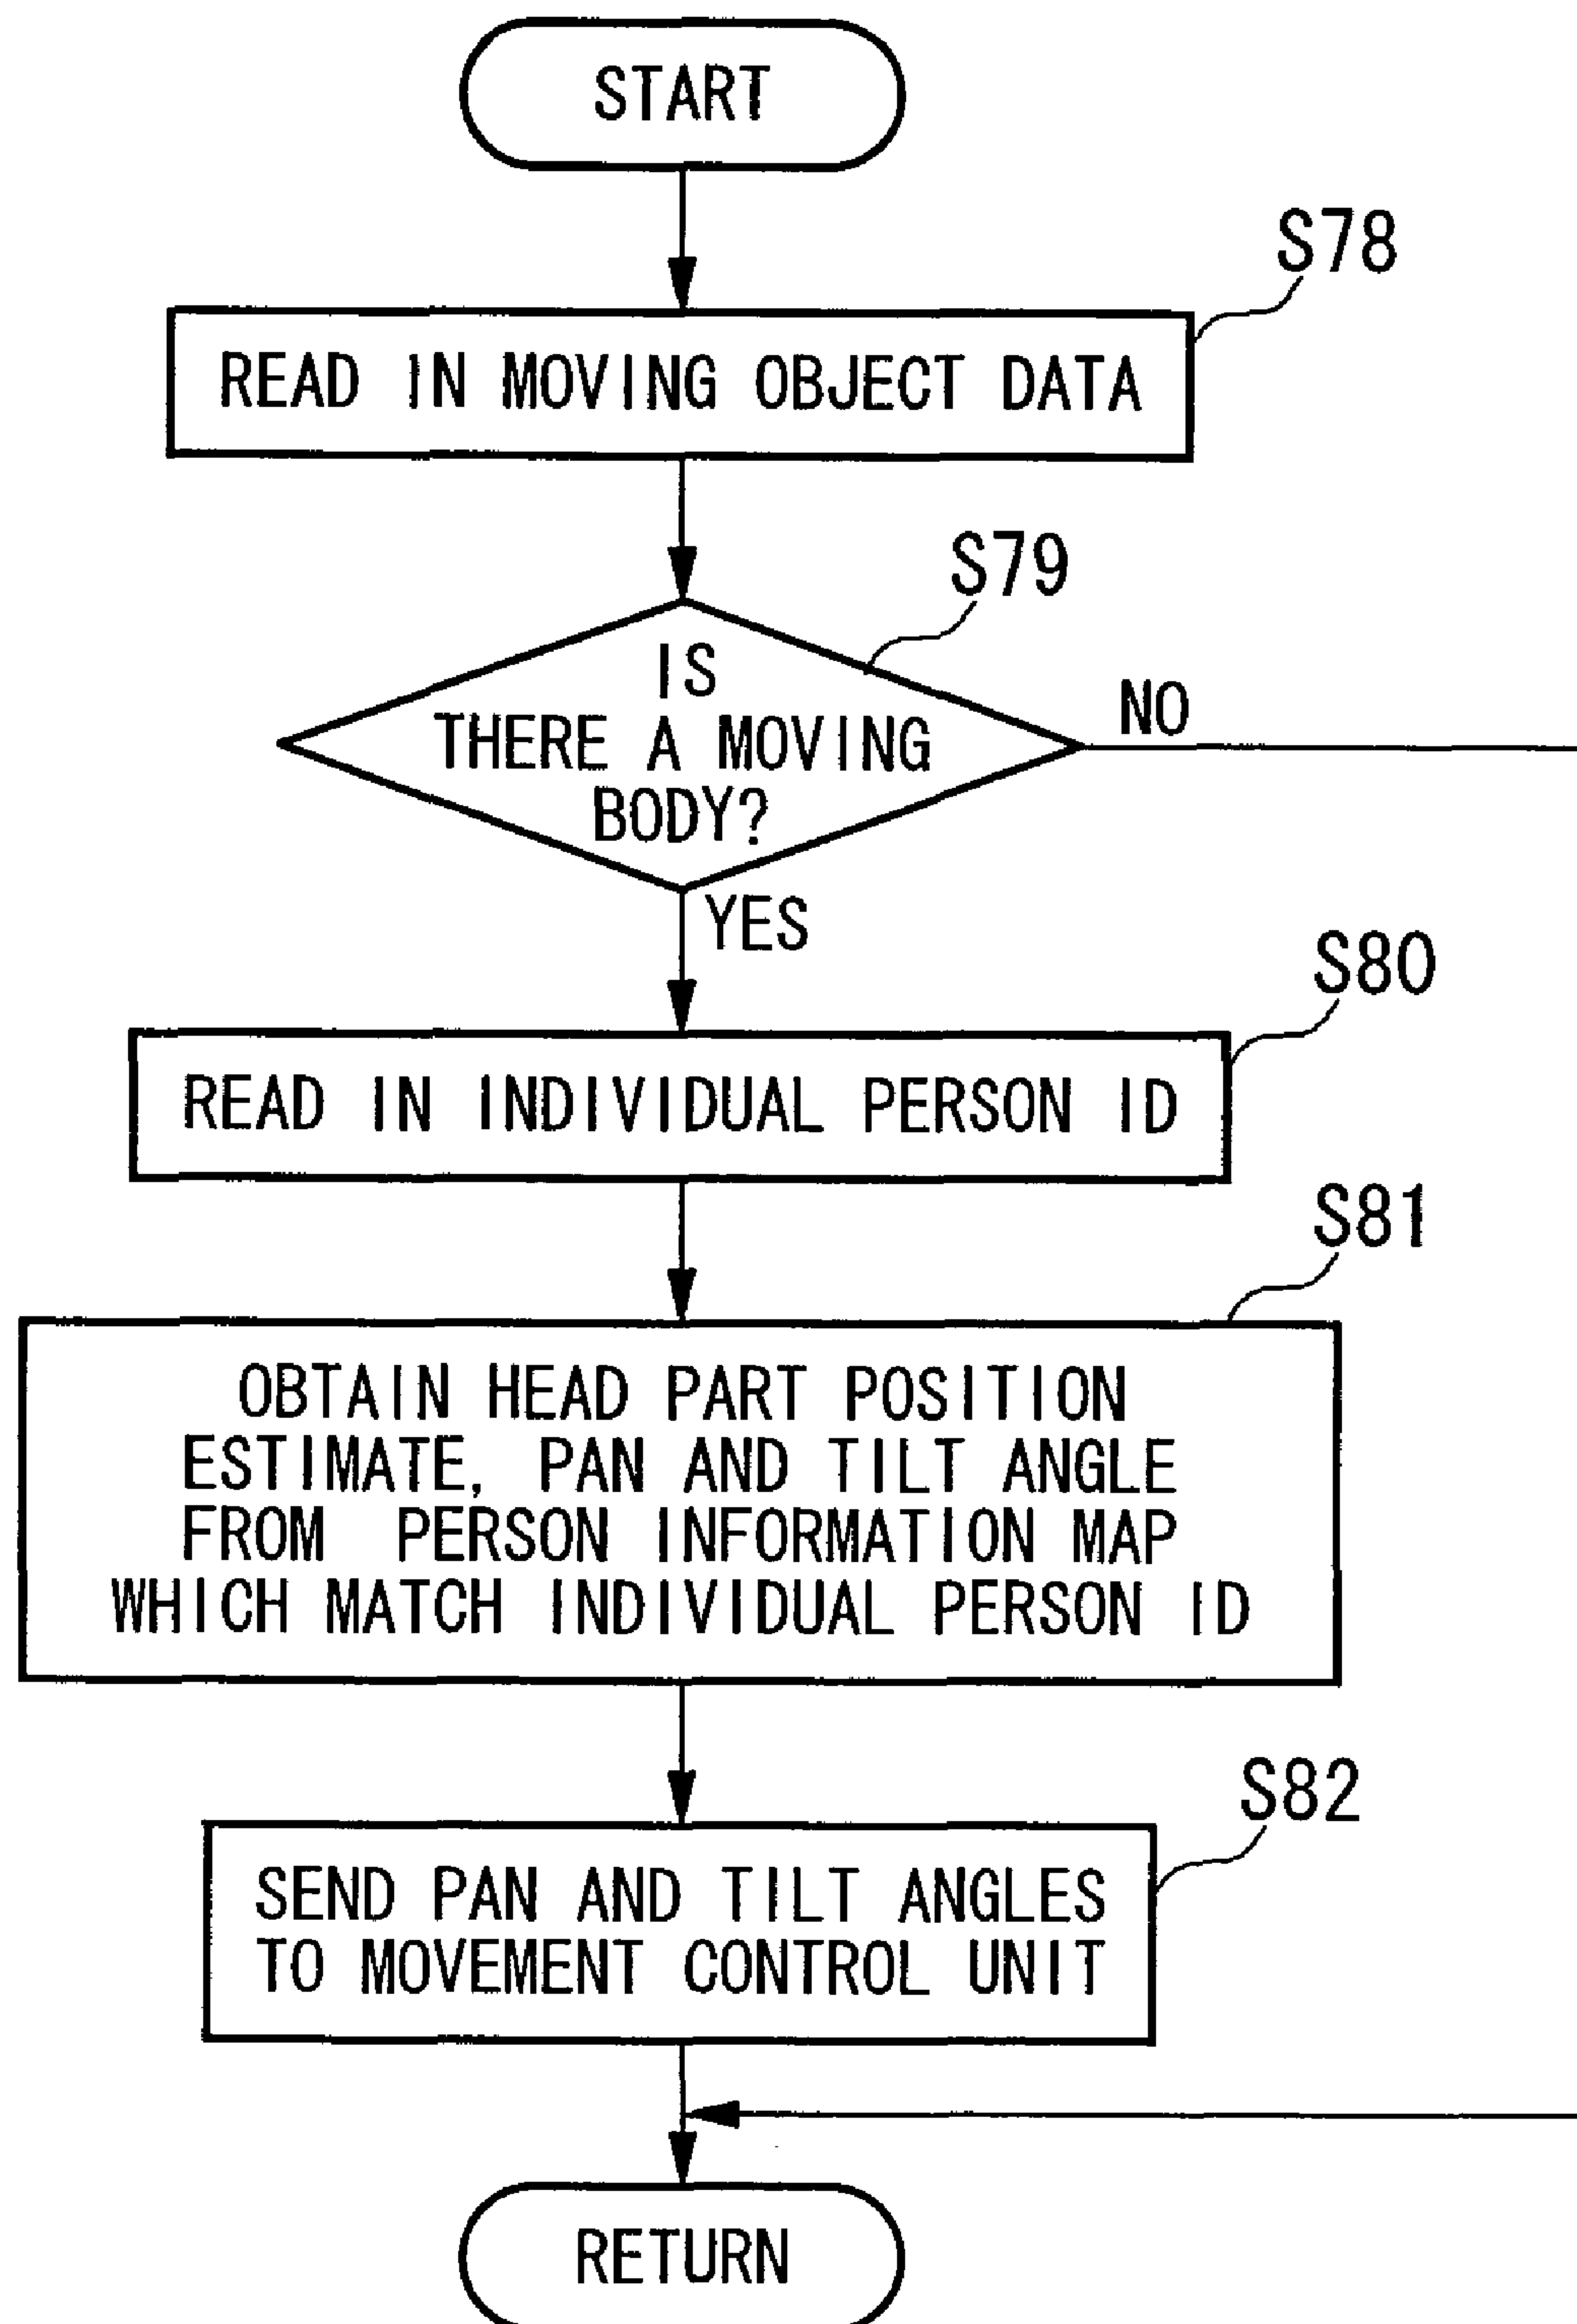 START
S78
READ IN MOVING OBJECT DATA
S79
IS
THERE A MOVING
BODY?
NO
YES
S80
READ IN INDIVIDUAL PERSON ID
S81
OBTAIN HEAD PART POSITION
ESTIMATE, PAN AND TILT ANGLE
FROM PERSON INFORMATION MAP
WHICH MATCH INDIVIDUAL PERSON ID
S82
SEND PAN AND TILT ANGLES
TO MOVEMENT CONTROL UNIT
RETURN